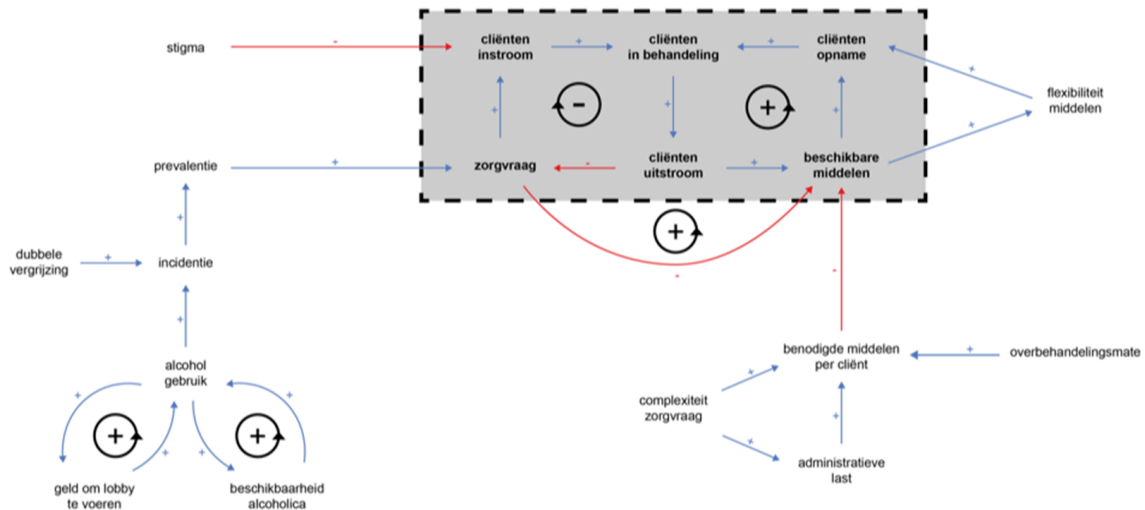 stigma
-
cliënten
instroom
+
cliënten
in behandeling
+
cliënten
opname
+
flexibiliteit
middelen
+
-
+
+
+
+
prevalentie
+
zorgvraag
-
cliënten
uitstroom
+
beschikbare
middelen
+
+
+
-
dubbele
vergrijzing
+
incidentie
-
+
alcohol
gebruik
benodigde middelen
per cliënt
+
overbehandelingsmate
+
+
+
+
complexiteit
zorgvraag
+
+
+
+
+
+
administratieve
last
geld om lobby
te voeren
beschikbaarheid
alcoholica